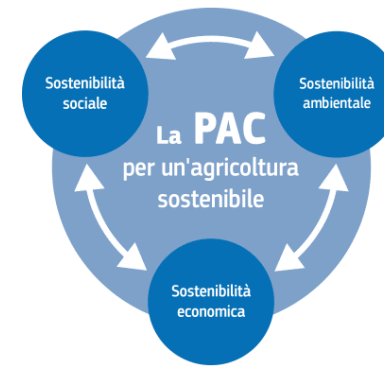 Sostenibilità
sociale
Sostenibilità
ambientale
La PAC
per un'agricoltura
sostenibile
Sostenibilità
economica